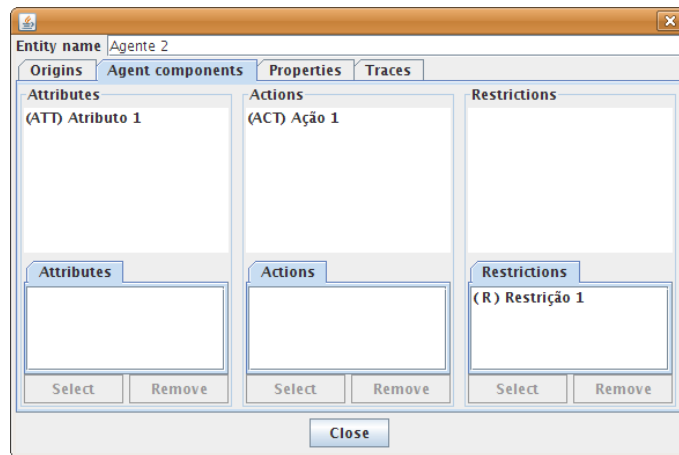 Entity name Agente 2
Origins Agent components Properties Traces
Attributes Actions Restrictions
(ATT) Atributo 1 (ACT) Ação 1
Attributes Actions Restrictions
( R ) Restrição 1
Select Remove Select Remove Select Remove
Close